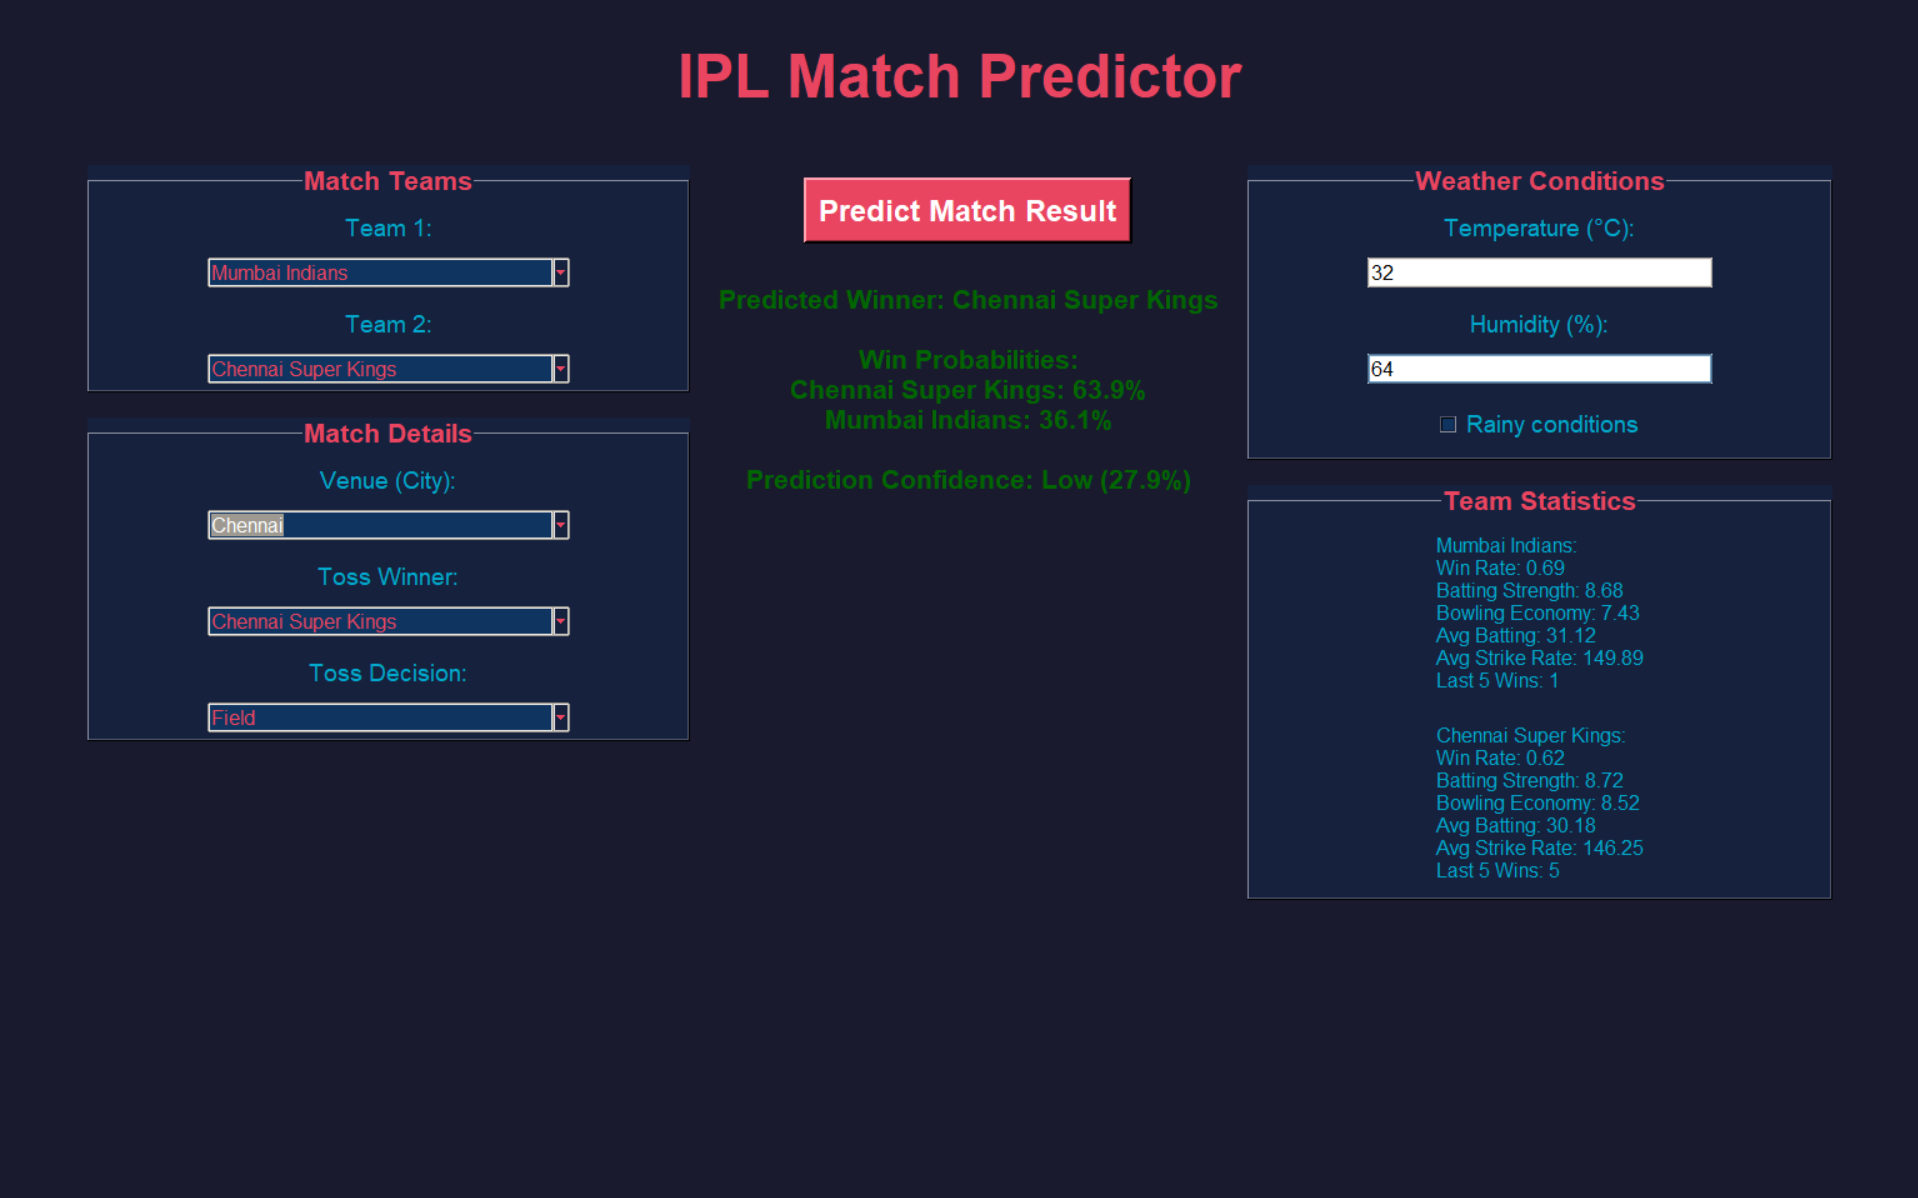 IPL Match Predictor
Match Teams
Team 1:
Mumbai Indians
Team 2:
Chennai Super Kings
Match Details
Venue (City):
Chennai
Toss Winner:
Chennai Super Kings
Toss Decision:
Field
Predict Match Result
Predicted Winner: Chennai Super Kings
Win Probabilities:
Chennai Super Kings: 63.9%
Mumbai Indians: 36.1%
Prediction Confidence: Low (27.9%)
Weather Conditions
Temperature (°C):
32
Humidity (%):
64
Rainy conditions
Team Statistics
Mumbai Indians:
Win Rate: 0.69
Batting Strength: 8.68
Bowling Economy: 7.43
Avg Batting: 31.12
Avg Strike Rate: 149.89
Last 5 Wins: 1
Chennai Super Kings:
Win Rate: 0.62
Batting Strength: 8.72
Bowling Economy: 8.52
Avg Batting: 30.18
Avg Strike Rate: 146.25
Last 5 Wins: 5